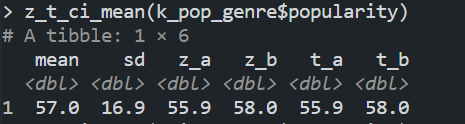 > z_t_ci_mean(k_pop_genre$popularity)
# A tibble: 1 × 6
mean sd z_a z_b t_a t_b
<dbl> <dbl> <dbl> <dbl> <dbl> <dbl>
1 57.0 16.9 55.9 58.0 55.9 58.0